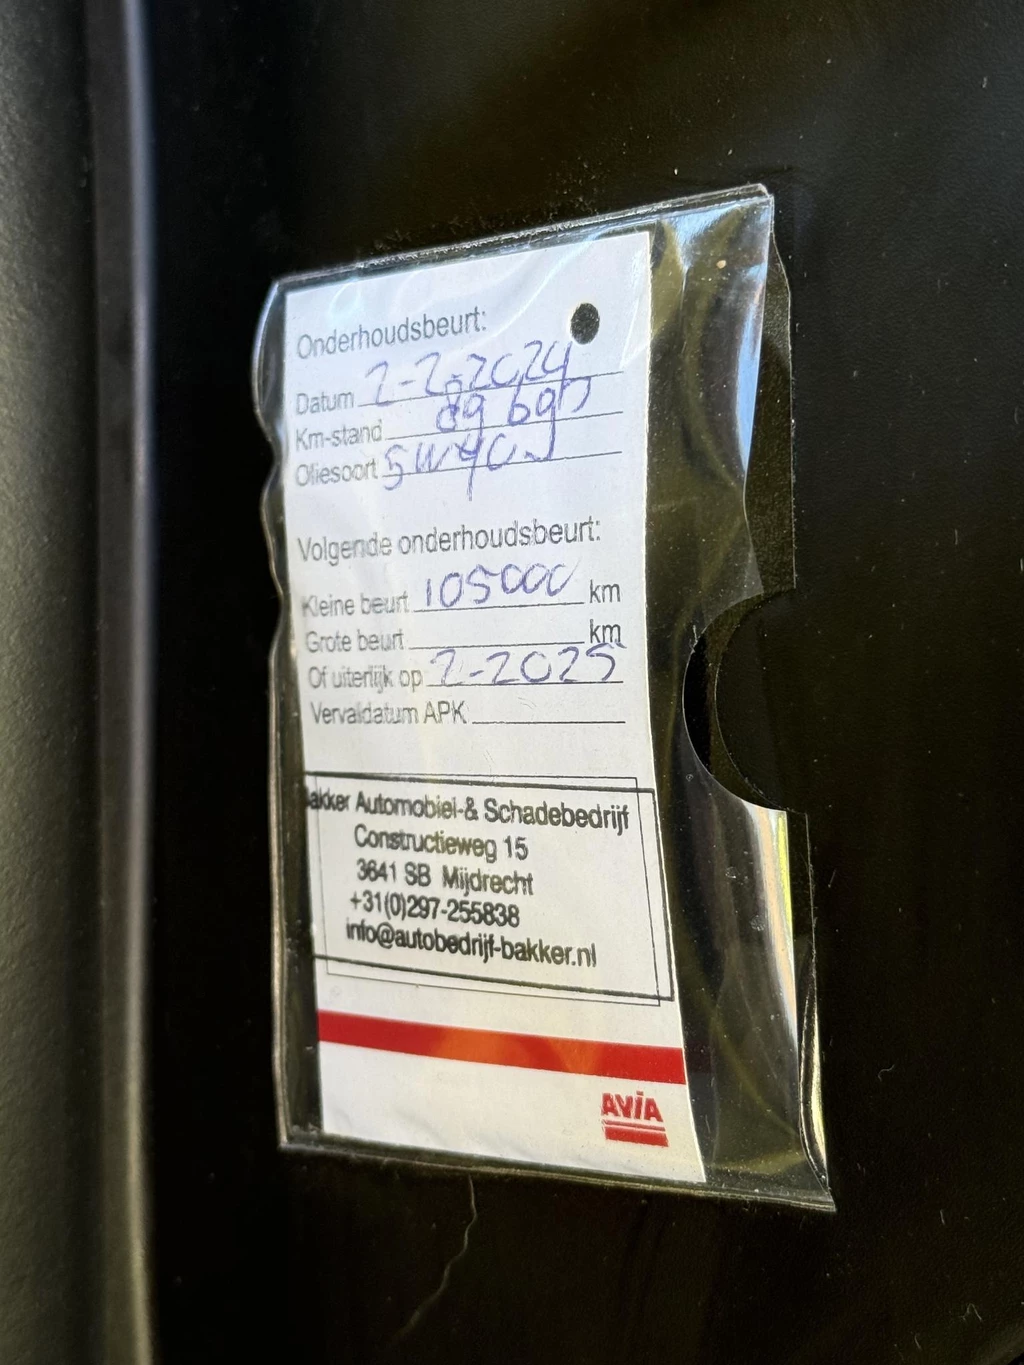 Onderhoudsbeurt:
Datum 2-2-2024
Km-stand 89
Oliesoort 5W40
Volgende onderhoudsbeurt:
Kleine beurt 105000 km
Grote beurt km
Of uiterlijk op 2-2025
Vervaldatum APK
Bakker Automobiel-& Schadebedrijf
Constructieweg 15
3641 SB Mijdrecht
+31(0)297-255838
info@autobedrijf-bakker.nl
AVIA